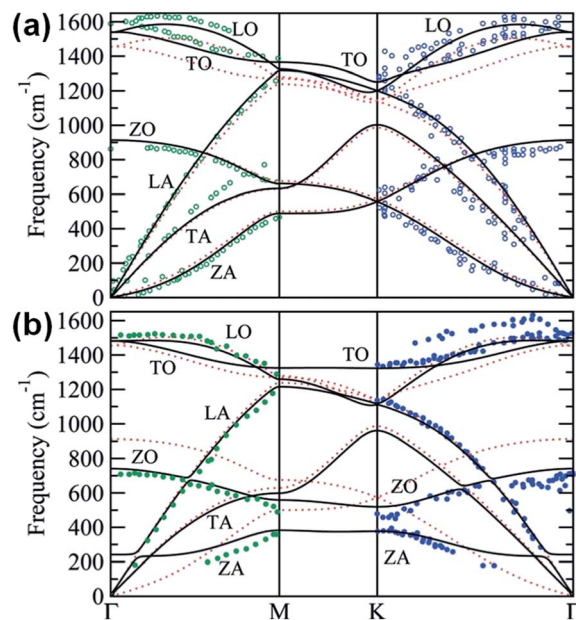 (a)
1600
1400
1200
1000
800
600
400
200
0
Frequency (cm-1)
LO
TO
ZO
LA
TA
ZA
TO
LO
(b)
1600
1400
1200
1000
800
600
400
200
0
Frequency (cm-1)
LO
TO
LA
ZO
TA
ZA
TO
ZO
ZA
Γ
M
K
Γ